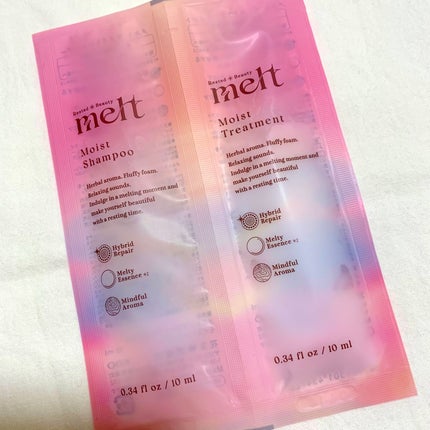 Rested + Beauty
melt
Moist
Shampoo
Herbal aroma. Fluffy foam.
Relaxing sounds.
Indulge in a melting moment and
make yourself beautiful
with a resting time.
Hybrid
Repair
Melty
Essence *1
Mindful
Aroma
0.34 fl oz / 10 ml
Rested + Beauty
melt
Moist
Treatment
Herbal aroma. Fluffy foam.
Relaxing sounds.
Indulge in a melting moment and
make yourself beautiful
with a resting time.
Hybrid
Repair
Melty
Essence *1
Mindful
Aroma
0.34 fl oz / 10 ml